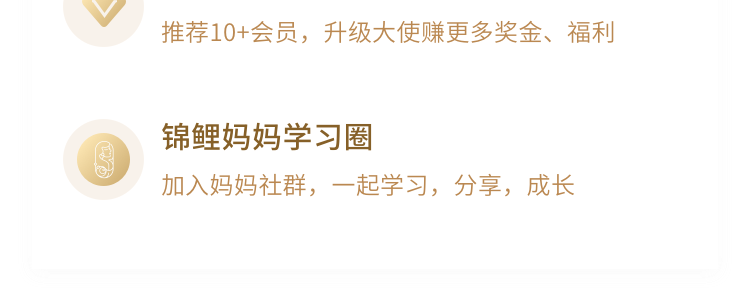 推荐10+会员，升级大使赚更多奖金、福利
锦鲤妈妈学习圈
加入妈妈社群，一起学习，分享，成长